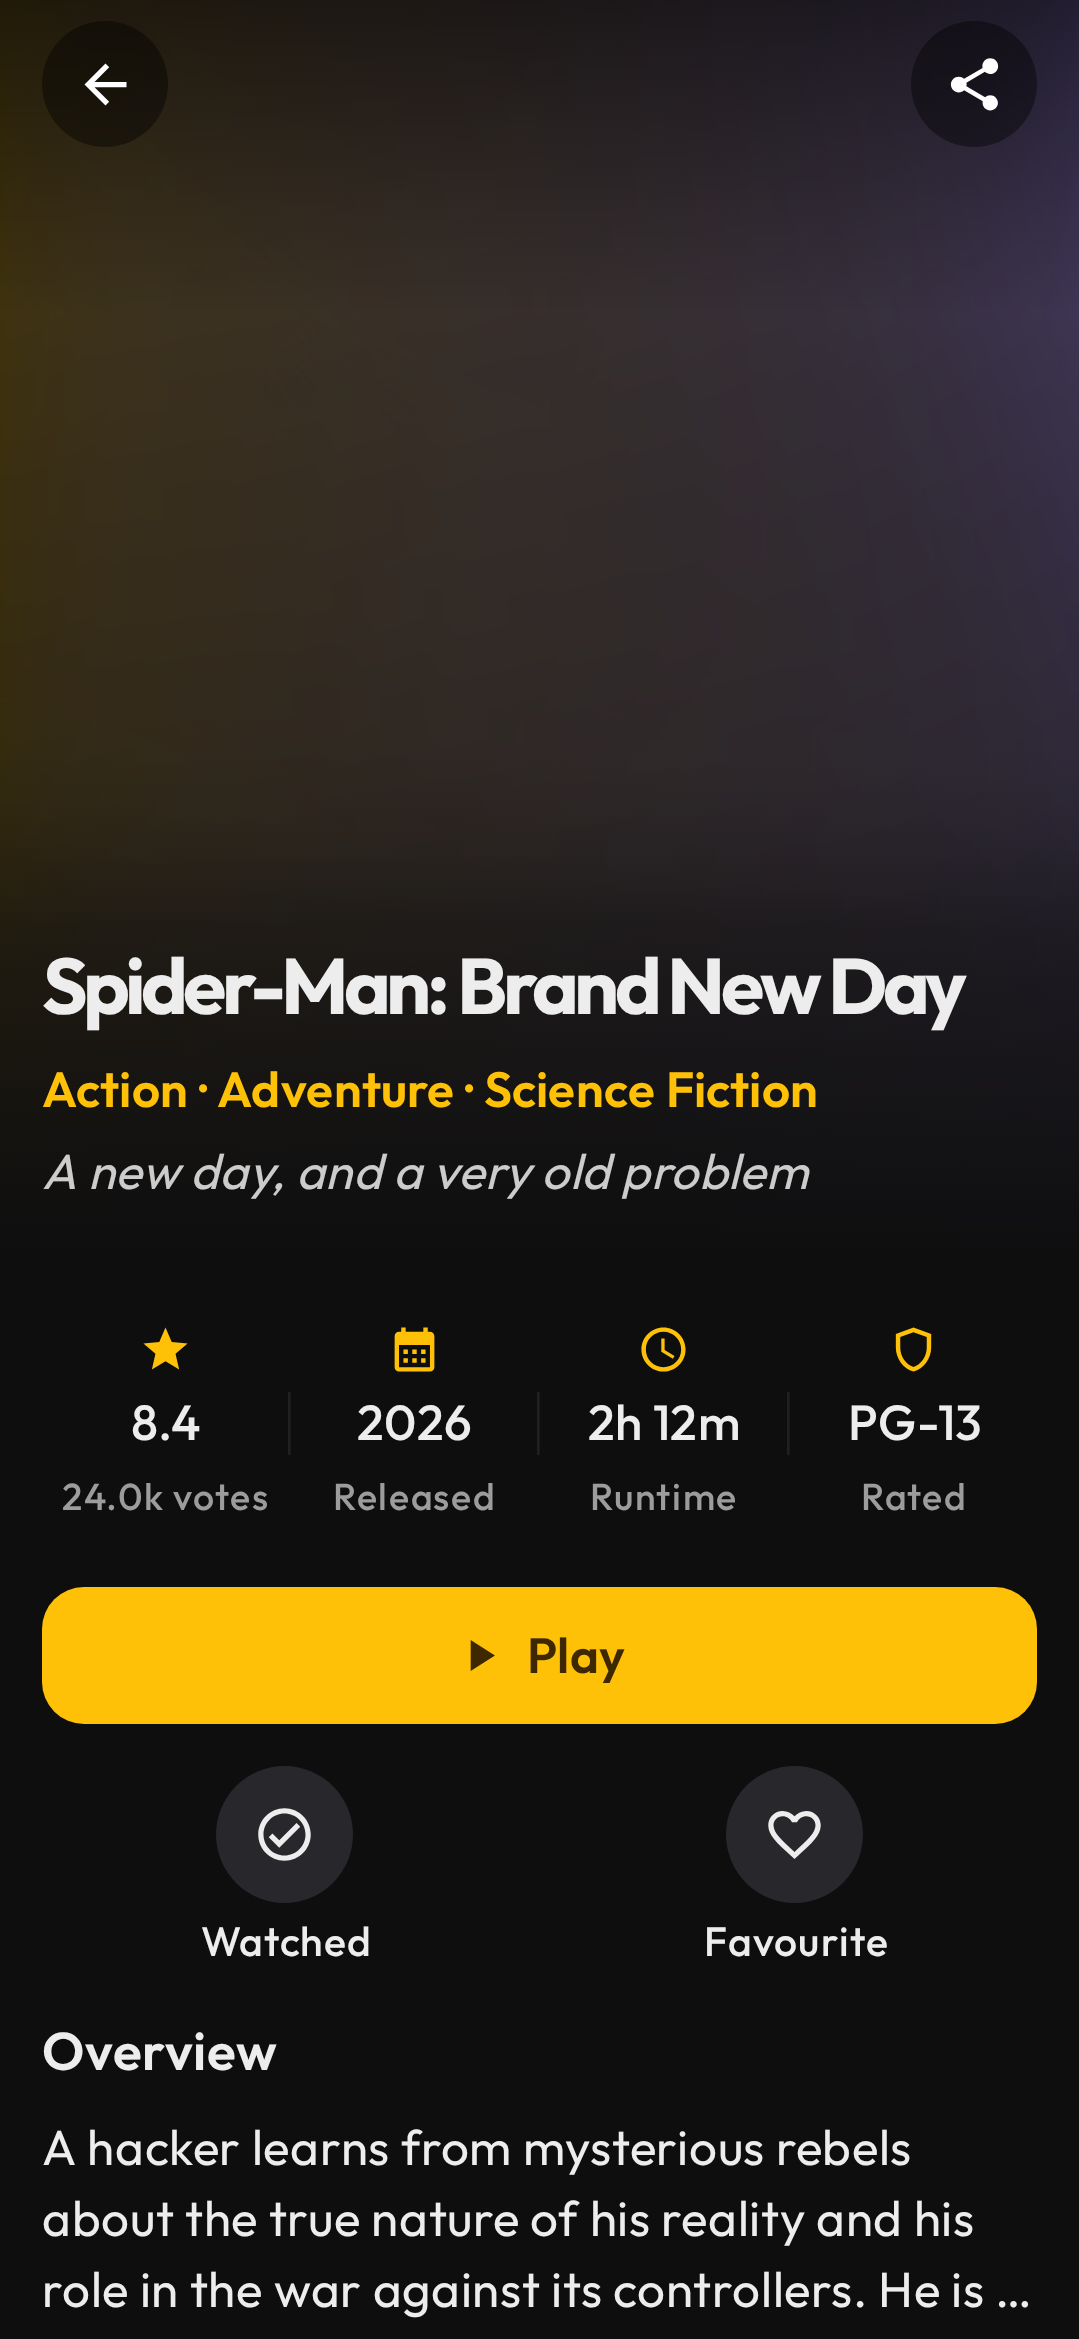 Spider-Man: Brand New Day
Action · Adventure · Science Fiction
A new day, and a very old problem
8.4
2026
2h 12m
PG-13
24.0k votes
Released
Runtime
Rated
Play
Watched
Favourite
Overview
A hacker learns from mysterious rebels
about the true nature of his reality and his
role in the war against its controllers. He is ...